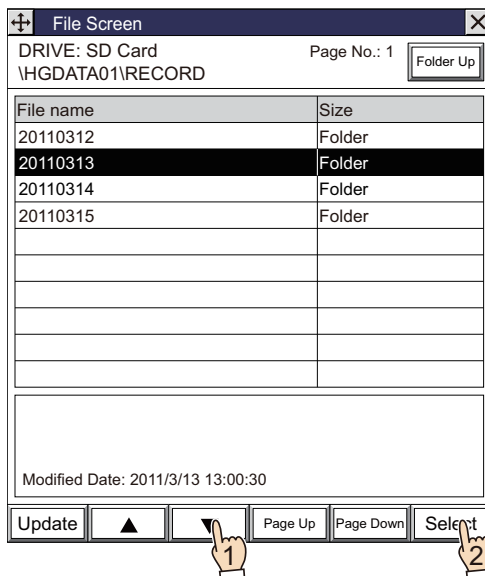 File Screen
DRIVE: SD Card
Page No.: 1
Folder Up
\HGDATA01\RECORD
File name Size
20110312 Folder
20110313 Folder
20110314 Folder
20110315 Folder
Modified Date: 2011/3/13 13:00:30
Update ▲ ▼ Page Up Page Down Select
1 2